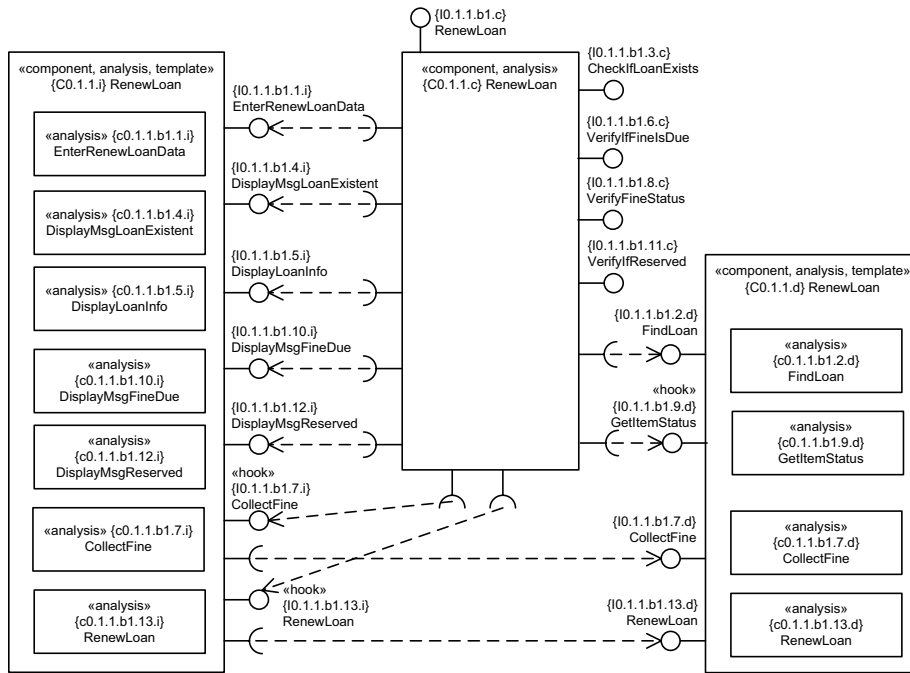 {I0.1.1.b1.c}
RenewLoan
«component, analysis, template»
{C0.1.1.i} RenewLoan
«analysis» {c0.1.1.b1.1.i}
EnterRenewLoanData
«analysis» {c0.1.1.b1.4.i}
DisplayMsgLoanExistent
«analysis» {c0.1.1.b1.5.i}
DisplayLoanInfo
«analysis»
{c0.1.1.b1.10.i}
DisplayMsgFineDue
«analysis»
{c0.1.1.b1.12.i}
DisplayMsgReserved
«analysis» {c0.1.1.b1.7.i}
CollectFine
«analysis»
{c0.1.1.b1.13.i}
RenewLoan
{I0.1.1.b1.1.i}
EnterRenewLoanData
{I0.1.1.b1.4.i}
DisplayMsgLoanExistent
{I0.1.1.b1.5.i}
DisplayLoanInfo
{I0.1.1.b1.10.i}
DisplayMsgFineDue
{I0.1.1.b1.12.i}
DisplayMsgReserved
«hook»
{I0.1.1.b1.7.i}
CollectFine
«hook»
{I0.1.1.b1.13.i}
RenewLoan
«component, analysis»
{C0.1.1.c} RenewLoan
{I0.1.1.b1.3.c}
CheckIfLoanExists
{I0.1.1.b1.6.c}
VerifyIfFineIsDue
{I0.1.1.b1.8.c}
VerifyFineStatus
{I0.1.1.b1.11.c}
VerifyIfReserved
{I0.1.1.b1.2.d}
FindLoan
«hook»
{I0.1.1.b1.9.d}
GetItemStatus
{I0.1.1.b1.7.d}
CollectFine
{I0.1.1.b1.13.d}
RenewLoan
«component, analysis, template»
{C0.1.1.d} RenewLoan
«analysis»
{c0.1.1.b1.2.d}
FindLoan
«analysis»
{c0.1.1.b1.9.d}
GetItemStatus
«analysis»
{c0.1.1.b1.7.d}
CollectFine
«analysis»
{c0.1.1.b1.13.d}
RenewLoan